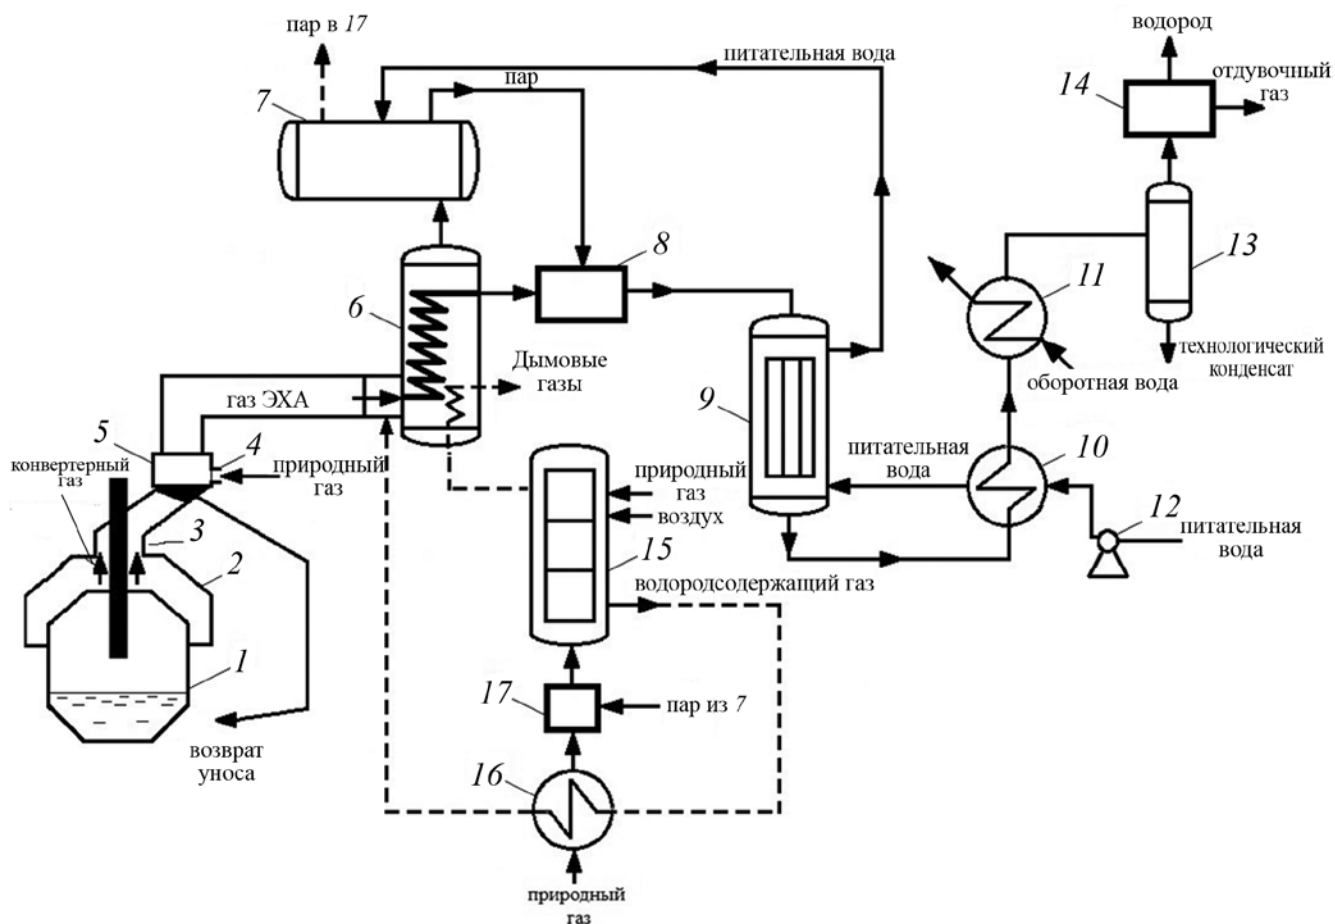 пар в 17
водород
питательная вода
отдувочный
газ
пар
14
7
8
13
11
6
технологический
конденсат
Дымовые
газы
оборотная вода
газ ЭХА
9
5
4
питательная
вода
10
конвертерный
газ
природный
газ
природный
газ
воздух
12
питательная
вода
3
15
2
водородсодержащий газ
1
17
пар из 7
возврат
уноса
16
природный
газ